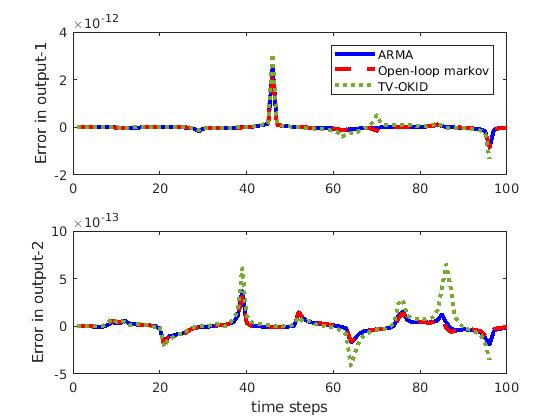 ×10⁻¹²
4
2
0
-2
Error in output-1
ARMA
Open-loop markov
TV-OKID
0 20 40 60 80 100
×10⁻¹³
10
5
0
-5
Error in output-2
0 20 40 60 80 100
time steps